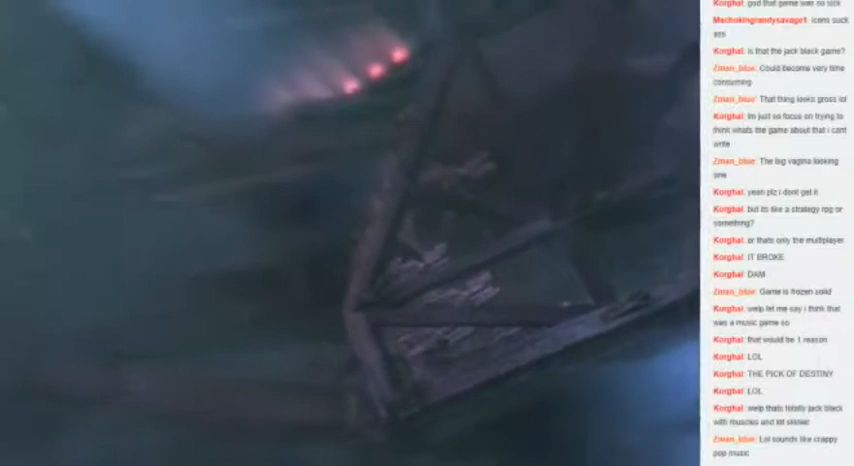 Korghal: god that game was so sick
Machokingrandysavage1: icons suck
ass
Korghal: is that the jack black game?
Zman_blue: Could become very time
consuming
Zman_blue: That thing looks gross lol
Korghal: im just so focus on trying to
think whats the game about that i cant
write
Zman_blue: The big vagina looking
one
Korghal: yeah plz i dont get it
Korghal: but its like a strategy rpg or
something?
Korghal: or thats only the multiplayer
Korghal: IT BROKE
Korghal: DAM
Zman_blue: Game is frozen solid
Korghal: welp let me say i think that
was a music game so
Korghal: that would be 1 reason
Korghal: LOL
Korghal: THE PICK OF DESTINY
Korghal: LOL
Korghal: welp thats totally jack black
with muscles and lot
Zman_blue: Lol sounds like crappy
pop music